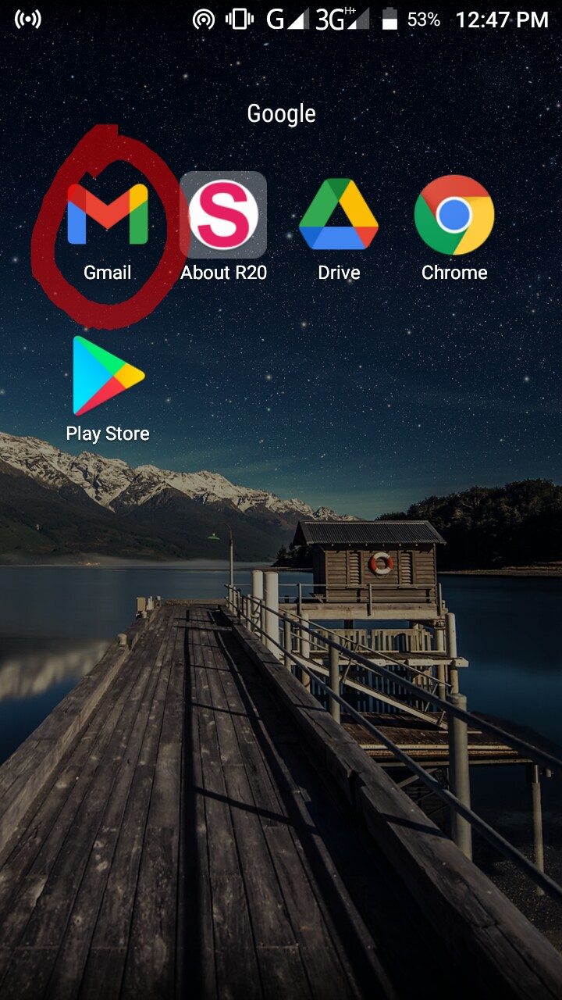 G 3G H+ 53% 12:47 PM
Google
Gmail About R20 Drive Chrome
Play Store